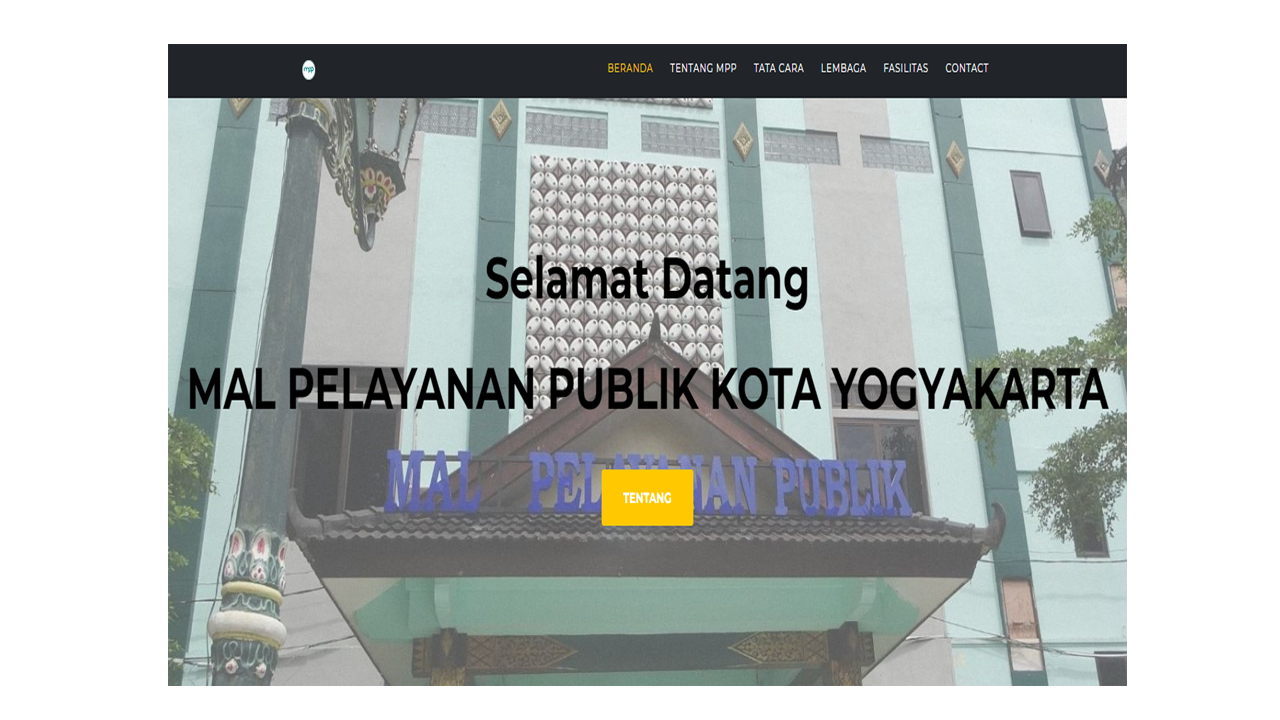 mpp
BERANDA TENTANG MPP TATA CARA LEMBAGA FASILITAS CONTACT
Selamat Datang
MAL PELAYANAN PUBLIK KOTA YOGYAKARTA
MAL PELAYANAN PUBLIK
TENTANG